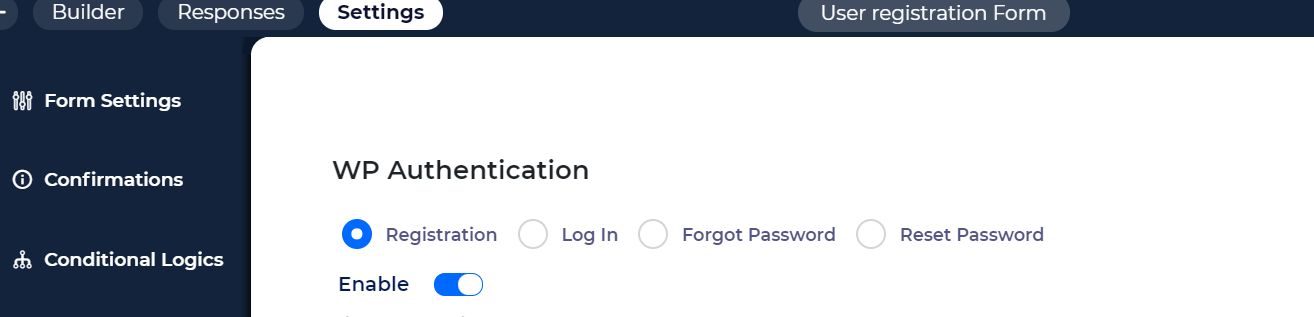 Builder Responses Settings User registration Form
Form Settings
WP Authentication
Confirmations
Registration Log In Forgot Password Reset Password
Conditional Logics
Enable